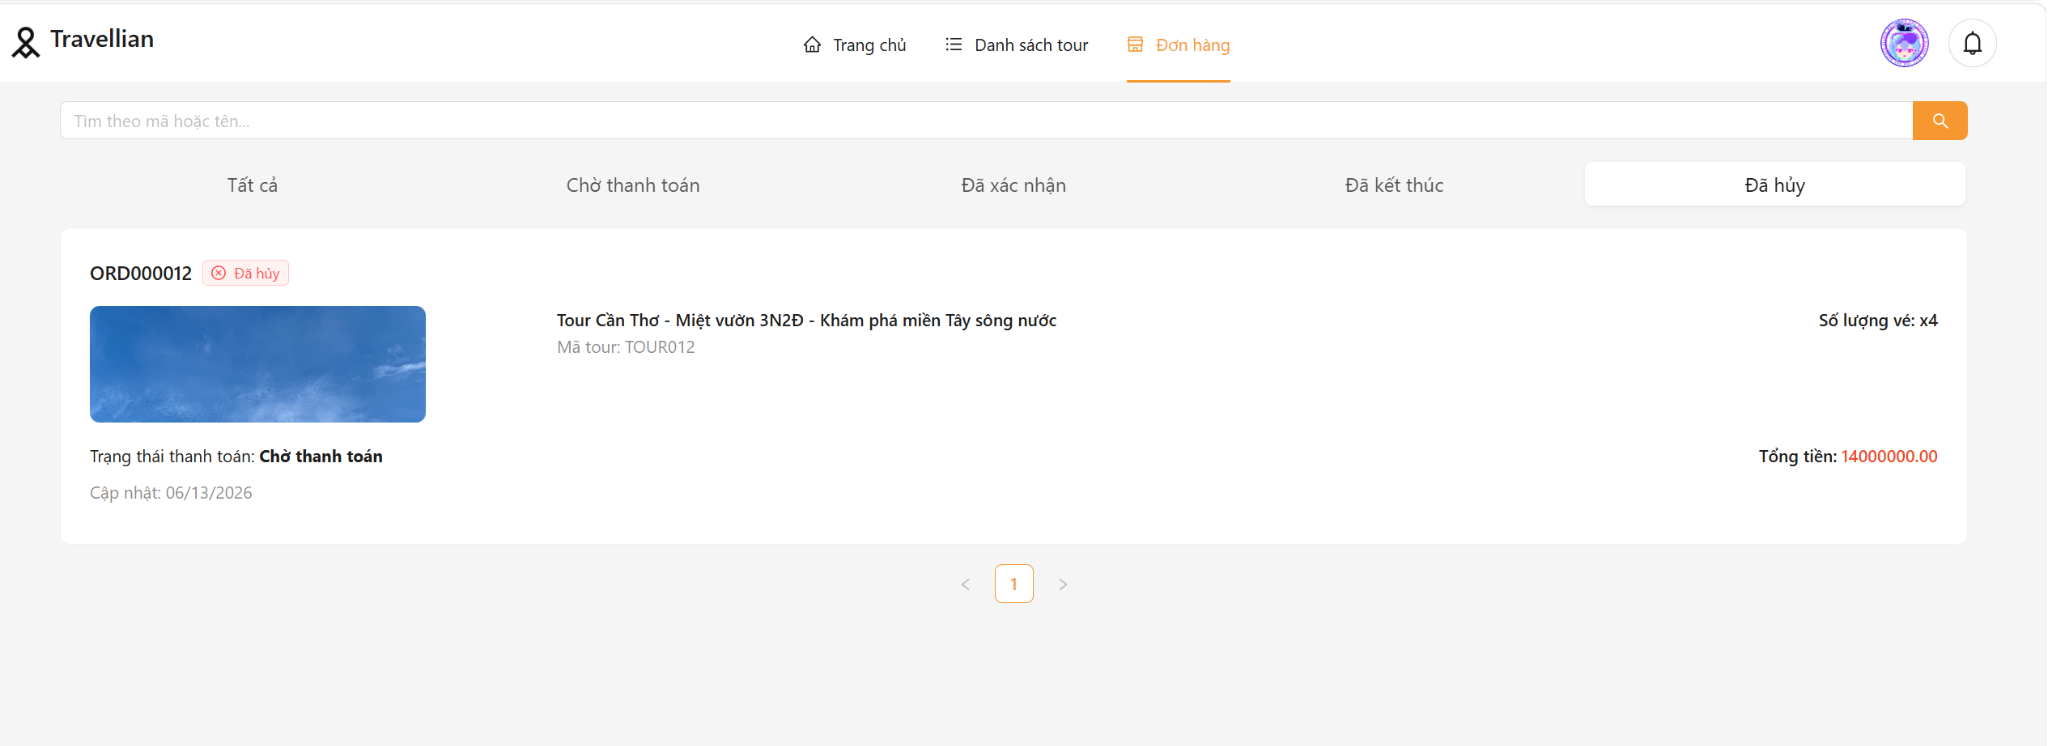 Travellian
Trang chủ
Danh sách tour
Đơn hàng
Tìm theo mã hoặc tên...
Tất cả
Chờ thanh toán
Đã xác nhận
Đã kết thúc
Đã hủy
ORD000012
Đã hủy
Tour Cần Thơ - Miệt vườn 3N2Đ - Khám phá miền Tây sông nước
Số lượng vé: x4
Mã tour: TOUR012
Trạng thái thanh toán: Chờ thanh toán
Tổng tiền: 14000000.00
Cập nhật: 06/13/2026
1